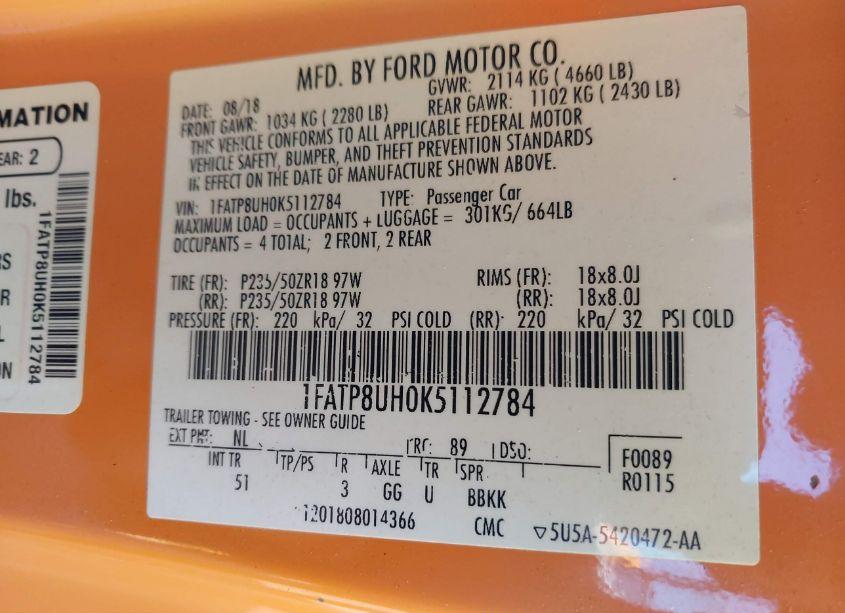 MATION
EAR: 2
lbs.
RS
R
L
ON
1FATP8UH0K5112784
MFD. BY FORD MOTOR CO.
DATE: 08/18 GVWR: 2114 KG ( 4660 LB)
FRONT GAWR: 1034 KG ( 2280 LB) REAR GAWR: 1102 KG ( 2430 LB)
THIS VEHICLE CONFORMS TO ALL APPLICABLE FEDERAL MOTOR
VEHICLE SAFETY, BUMPER, AND THEFT PREVENTION STANDARDS
IN EFFECT ON THE DATE OF MANUFACTURE SHOWN ABOVE.
VIN: 1FATP8UH0K5112784 TYPE: Passenger Car
MAXIMUM LOAD = OCCUPANTS + LUGGAGE = 301KG/ 664LB
OCCUPANTS = 4 TOTAL; 2 FRONT, 2 REAR
TIRE (FR): P235/50ZR18 97W RIMS (FR): 18x8.0J
(RR): P235/50ZR18 97W (RR): 18x8.0J
PRESSURE (FR): 220 kPa/ 32 PSI COLD (RR): 220 kPa/ 32 PSI COLD
1FATP8UH0K5112784
TRAILER TOWING - SEE OWNER GUIDE
EXT PNT: NL RC: 89 DSO: F0089
INT TR TP/PS R AXLE TR SPR R0115
51 3 GG U BBKK
1201808014366 CMC ▽5U5A-5420472-AA